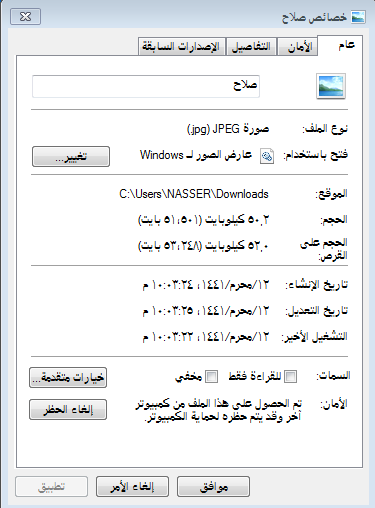 خصائص صلاح
عام
الأمان
التفاصيل
الإصدارات السابقة
صلاح
نوع الملف: صورة JPEG (.jpg)
فتح باستخدام: عارض الصور لـ Windows تغيير...
الموقع: C:\Users\NASSER\Downloads
الحجم: ٥٠,٢ كيلوبايت (٥١,٥٠١ بايت)
الحجم على القرص: ٥٢,٠ كيلوبايت (٥٣,٢٤٨ بايت)
تاريخ الإنشاء: ١٢/محرم/١٤٤١, ١٠:٠٣:٢٤ م
تاريخ التعديل: ١٢/محرم/١٤٤١, ١٠:٠٣:٢٥ م
التشغيل الأخير: ١٢/محرم/١٤٤١, ١٠:٠٣:٢٢ م
السمات: للقراءة فقط مخفي خيارات متقدمة...
الأمان: تم الحصول على هذا الملف من كمبيوتر
آخر وقد يتم حظره لحماية الكمبيوتر.
إلغاء الحظر
موافق
إلغاء الأمر
تطبيق